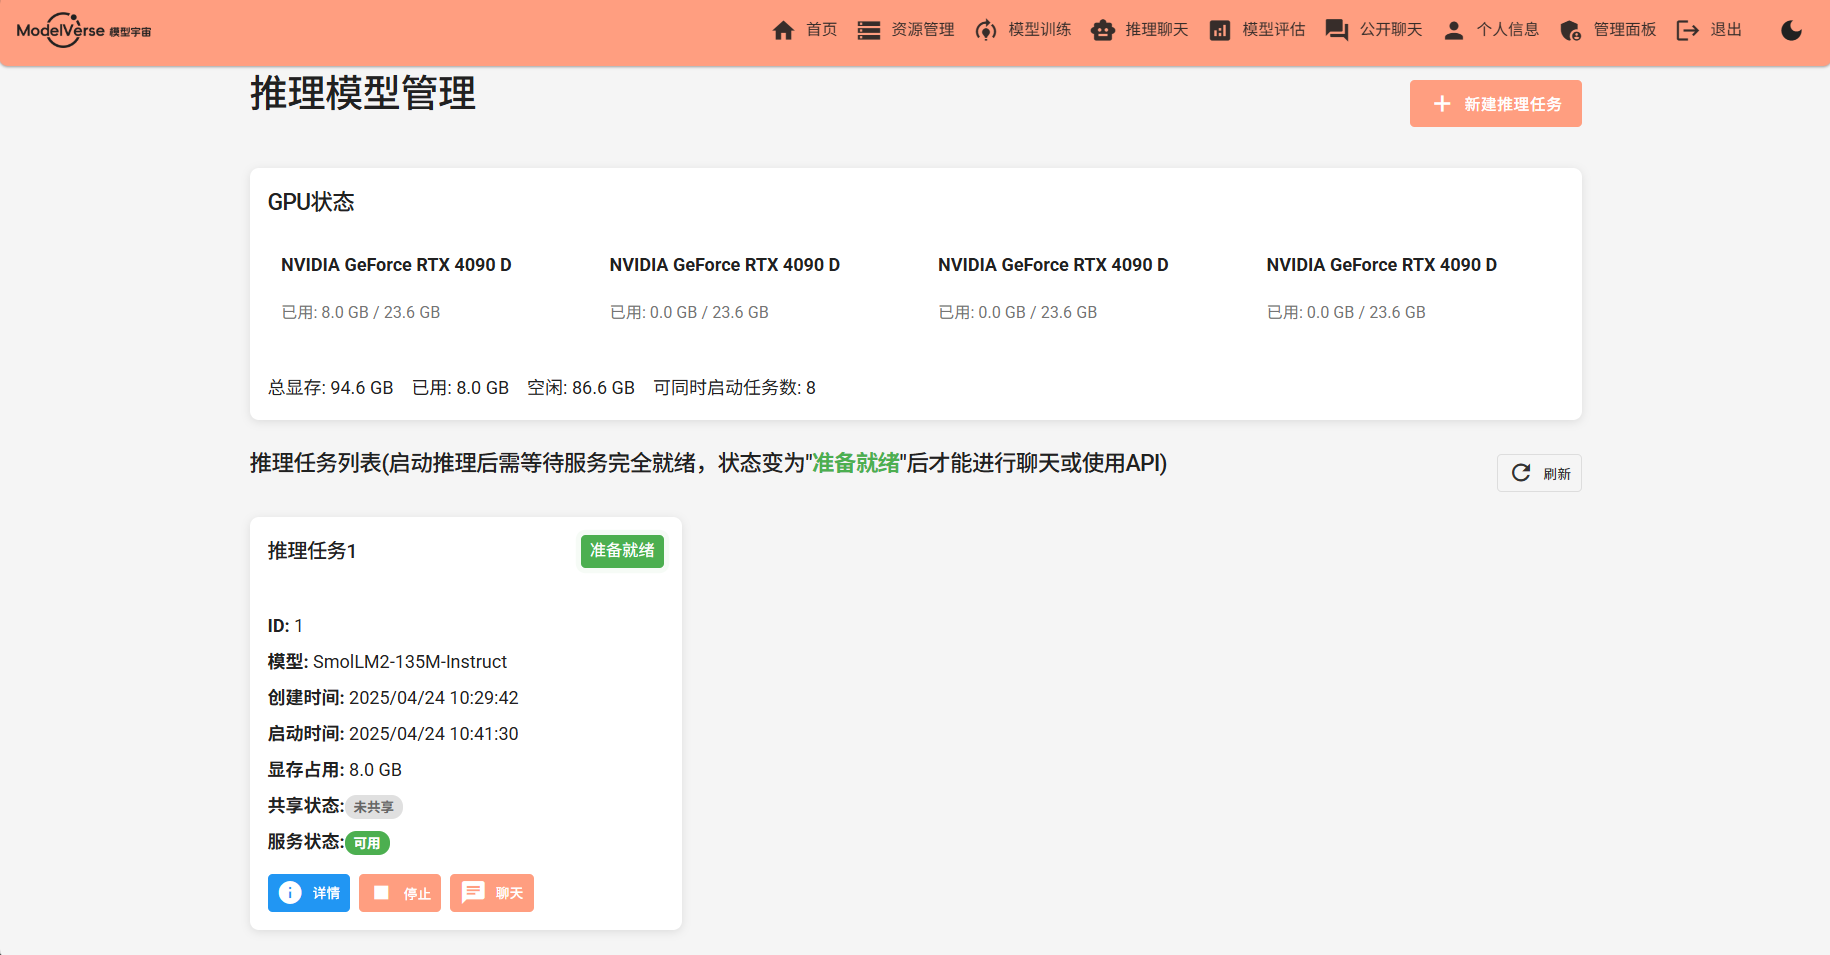 ModelVerse 模型宇宙
首页 资源管理 模型训练 推理聊天 模型评估 公开聊天 个人信息 管理面板 退出
推理模型管理
新建推理任务
GPU状态
NVIDIA GeForce RTX 4090 D NVIDIA GeForce RTX 4090 D NVIDIA GeForce RTX 4090 D NVIDIA GeForce RTX 4090 D
已用: 8.0 GB / 23.6 GB 已用: 0.0 GB / 23.6 GB 已用: 0.0 GB / 23.6 GB 已用: 0.0 GB / 23.6 GB
总显存: 94.6 GB 已用: 8.0 GB 空闲: 86.6 GB 可同时启动任务数: 8
推理任务列表(启动推理后需等待服务完全就绪，状态变为"准备就绪"后才能进行聊天或使用API)
刷新
推理任务1 准备就绪
ID: 1
模型: SmolLM2-135M-Instruct
创建时间: 2025/04/24 10:29:42
启动时间: 2025/04/24 10:41:30
显存占用: 8.0 GB
共享状态: 未共享
服务状态: 可用
详情 停止 聊天